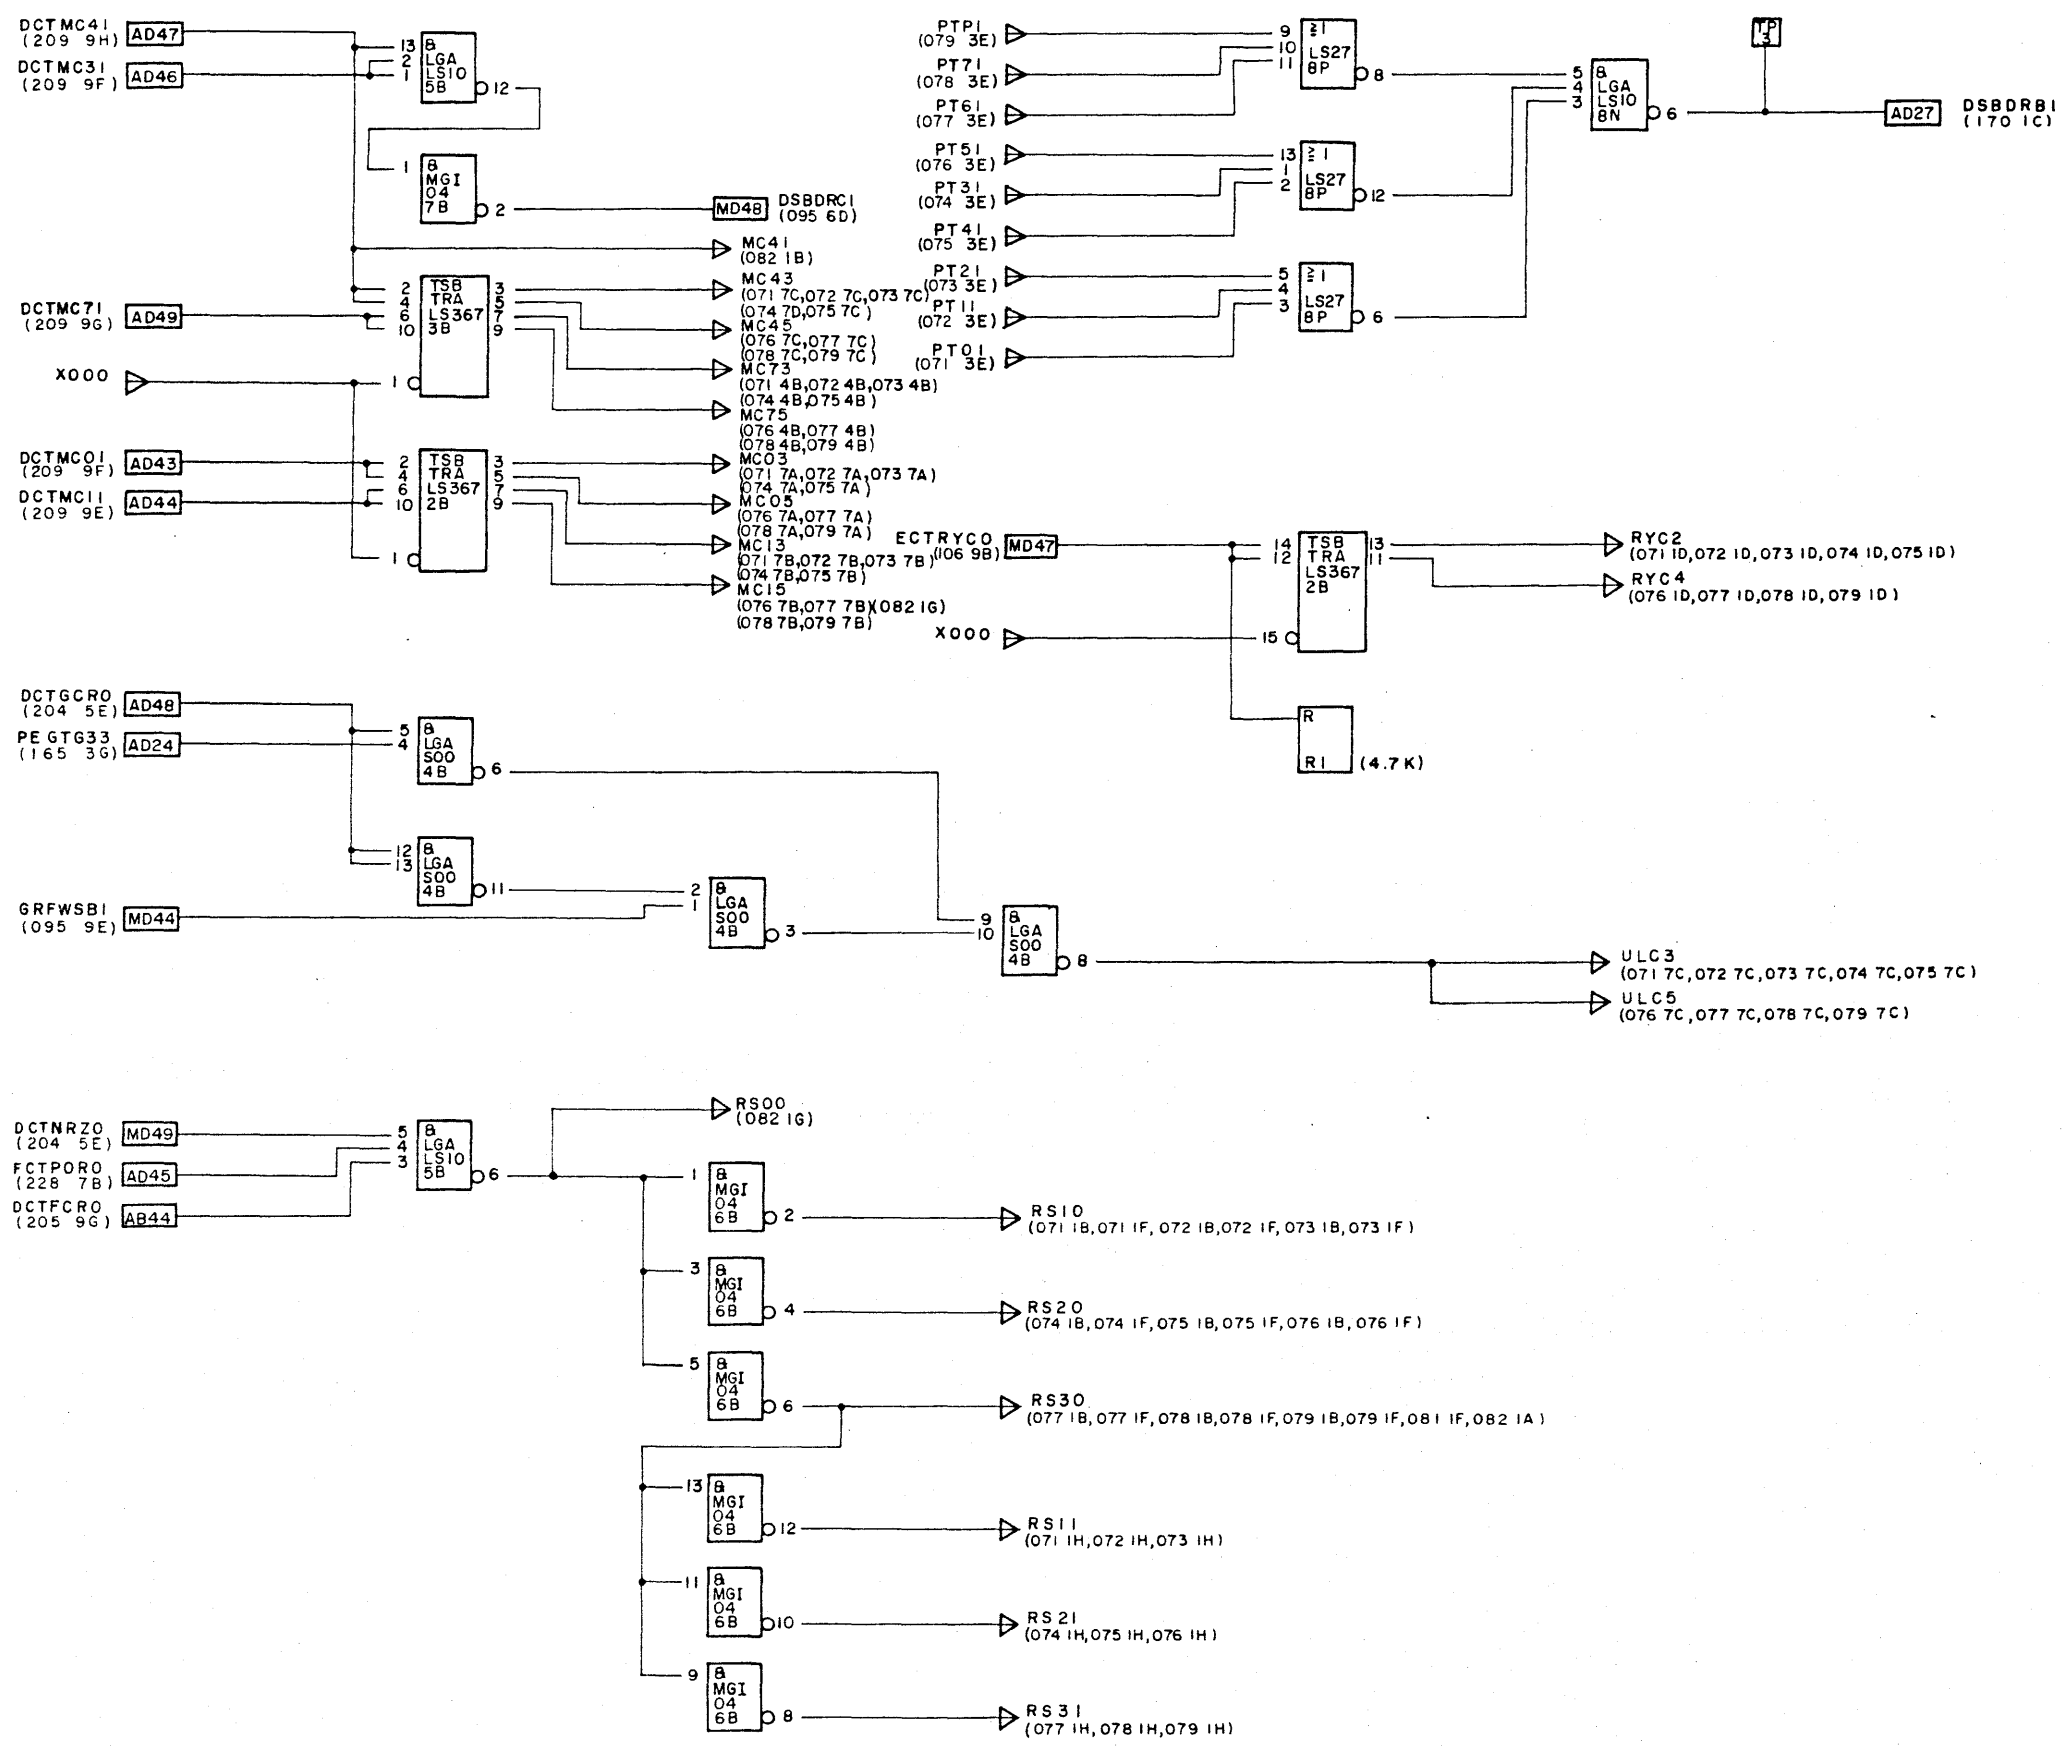 DCTMC41
(209 9H) AD47
DCTMC31
(209 9F) AD46
13 &
2 LGA
1 LS10
5B 12
1 &
MGI
04
7B 2
MD48 DSBDRC1
(095 6D)
MC41
(082 1B)
DCTMC71
(209 9G) AD49
X000
2 TSB 3
4 TRA 5
6 LS367 7
10 3B 9
1
MC43
(071 7C,072 7C,073 7C)
(074 7D,075 7C)
MC45
(076 7C,077 7C)
(078 7C,079 7C)
MC73
(071 4B,072 4B,073 4B)
(074 4B,075 4B)
MC75
(076 4B,077 4B)
(078 4B,079 4B)
DCTMC01
(209 9F) AD43
DCTMC11
(209 9E) AD44
2 TSB 3
4 TRA 5
6 LS367 7
10 2B 9
1
MC03
(071 7A,072 7A,073 7A)
(074 7A,075 7A)
MC05
(076 7A,077 7A)
(078 7A,079 7A)
MC13
(071 7B,072 7B,073 7B)
(074 7B,075 7B)
MC15
(076 7B,077 7B)(082 1G)
(078 7B,079 7B)
PTP1
(079 3E)
PT71
(078 3E)
PT61
(077 3E)
9 ≥1
10 LS27
11 8P 8
PT51
(076 3E)
PT31
(074 3E)
PT41
(075 3E)
13 ≥1
1 LS27
2 8P 12
PT21
(073 3E)
PT11
(072 3E)
PT01
(071 3E)
5 ≥1
4 LS27
3 8P 6
5 &
4 LGA
3 LS10
8N 6
TP
3
AD27 DSBDRB1
(170 1C)
ECTRYC0
(106 9B) MD47
X000
14 TSB 13
12 TRA 11
LS367
2B
15
RYC2
(071 1D,072 1D,073 1D,074 1D,075 1D)
RYC4
(076 1D,077 1D,078 1D,079 1D)
R
R1 (4.7K)
DCTGCR0
(204 5E) AD48
PEGTG33
(165 3G) AD24
5 &
4 LGA
S00
4B 6
12 &
13 LGA
S00
4B 11
GRFWSB1
(095 9E) MD44
2 &
1 LGA
S00
4B 3
9 &
10 LGA
S00
4B 8
ULC3
(071 7C,072 7C,073 7C,074 7C,075 7C)
ULC5
(076 7C,077 7C,078 7C,079 7C)
DCTNRZ0
(204 5E) MD49
FCTPOR0
(228 7B) AD45
DCTFCR0
(205 9G) AB44
5 &
4 LGA
3 LS10
5B 6
RS00
(082 1G)
1 &
MGI
04
6B 2
RS10
(071 1B,071 1F,072 1B,072 1F,073 1B,073 1F)
3 &
MGI
04
6B 4
RS20
(074 1B,074 1F,075 1B,075 1F,076 1B,076 1F)
5 &
MGI
04
6B 6
RS30
(077 1B,077 1F,078 1B,078 1F,079 1B,079 1F,081 1F,082 1A)
13 &
MGI
04
6B 12
RS11
(071 1H,072 1H,073 1H)
11 &
MGI
04
6B 10
RS21
(074 1H,075 1H,076 1H)
9 &
MGI
04
6B 8
RS31
(077 1H,078 1H,079 1H)